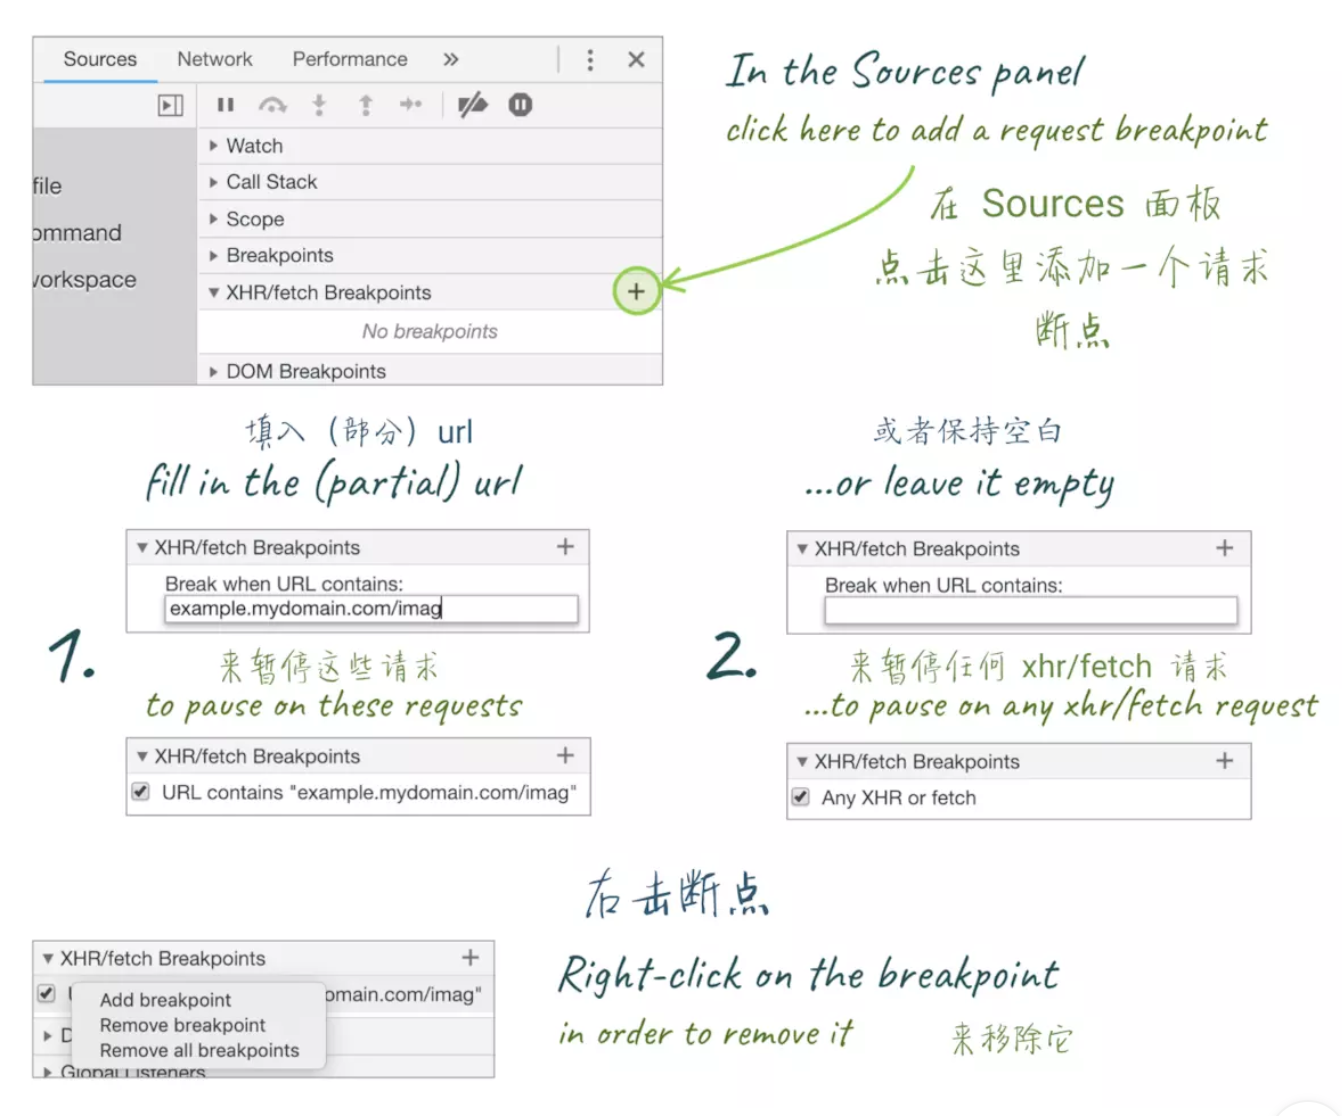 Sources Network Performance »
In the Sources panel
click here to add a request breakpoint
Watch
file
Call Stack
在 Sources 面板
Scope
ommand
Breakpoints
点击这里添加一个请求
workspace
XHR/fetch Breakpoints +
断点
No breakpoints
DOM Breakpoints
填入（部分）url
fill in the (partial) url
XHR/fetch Breakpoints +
Break when URL contains:
example.mydomain.com/imag
1.
来暂停这些请求
to pause on these requests
XHR/fetch Breakpoints +
URL contains "example.mydomain.com/imag"
或者保持空白
...or leave it empty
XHR/fetch Breakpoints +
Break when URL contains:
2.
来暂停任何 xhr/fetch 请求
...to pause on any xhr/fetch request
XHR/fetch Breakpoints +
Any XHR or fetch
右击断点
Right-click on the breakpoint
in order to remove it 来移除它
XHR/fetch Breakpoints +
omain.com/imag"
Add breakpoint
Remove breakpoint
Remove all breakpoints
D
Global Listeners